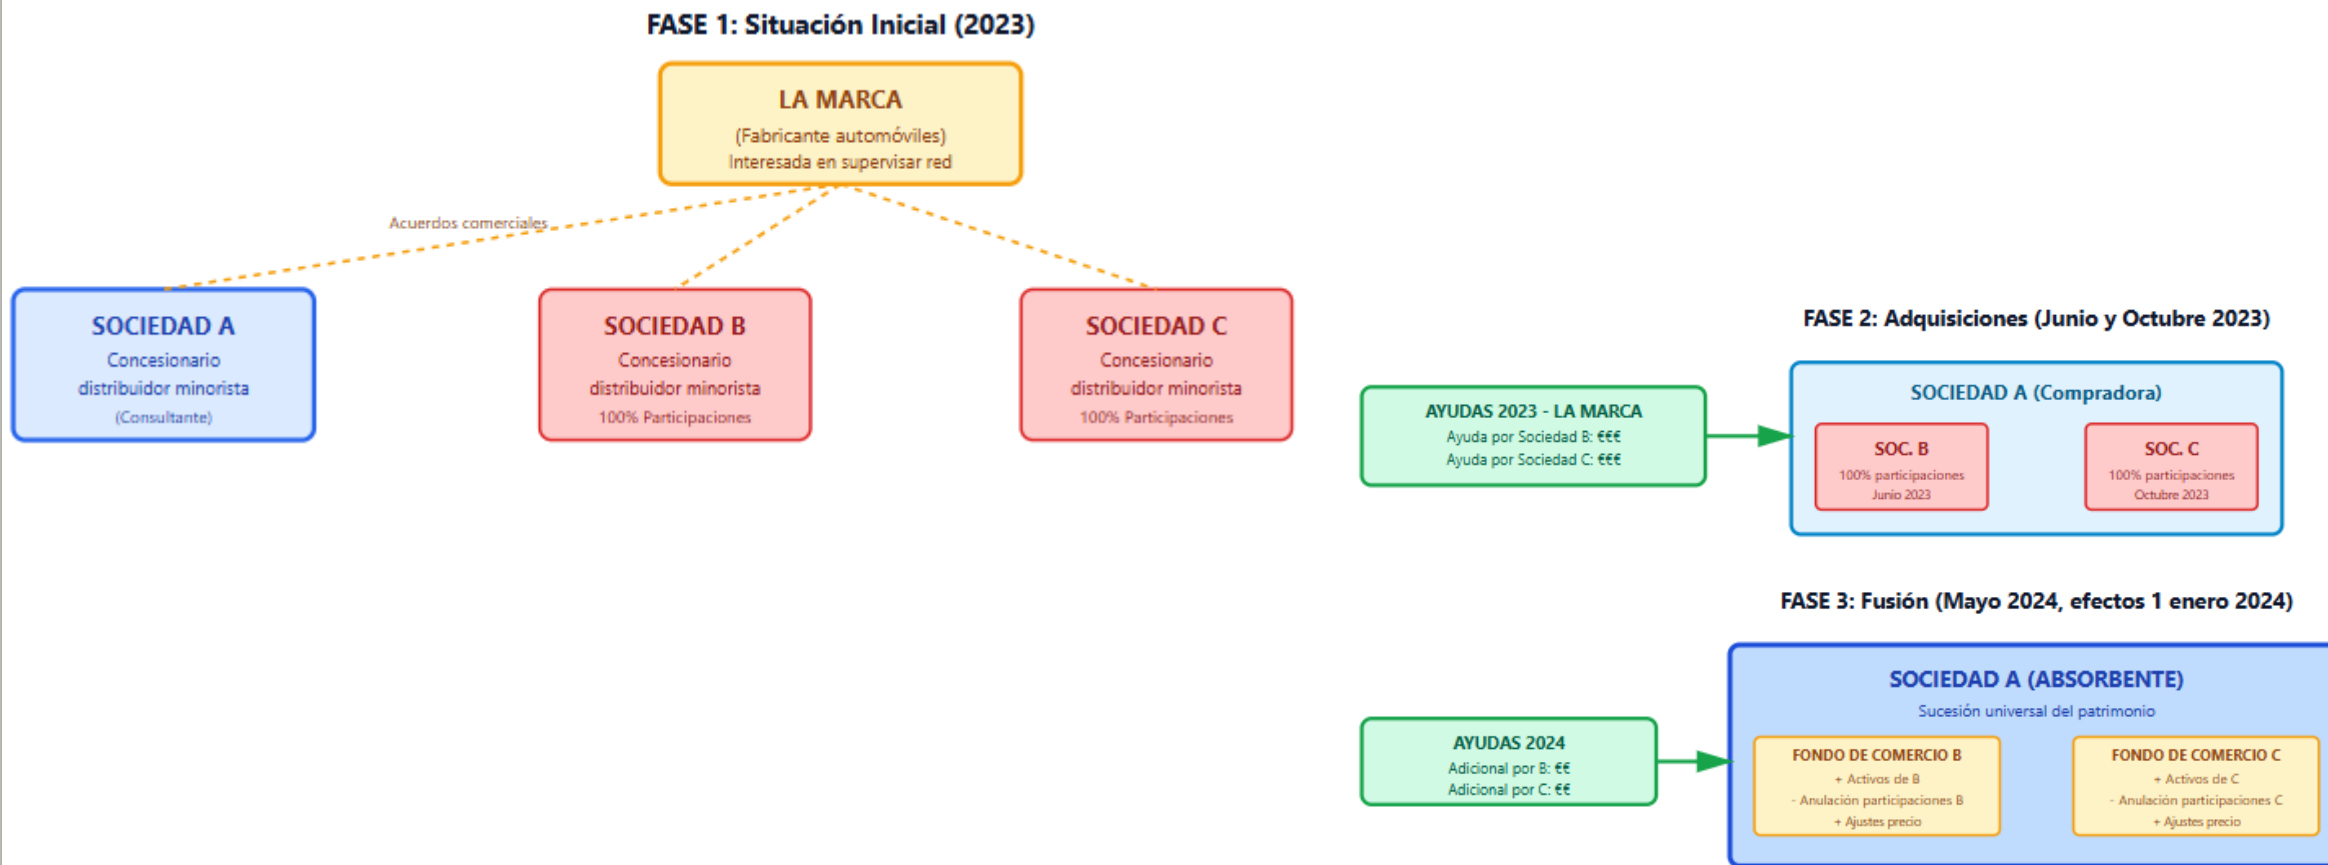 FASE 1: Situación Inicial (2023)
LA MARCA
(Fabricante automóviles)
Interesada en supervisar red
Acuerdos comerciales
SOCIEDAD A
Concesionario
distribuidor minorista
(Consultante)
SOCIEDAD B
Concesionario
distribuidor minorista
100% Participaciones
SOCIEDAD C
Concesionario
distribuidor minorista
100% Participaciones
FASE 2: Adquisiciones (Junio y Octubre 2023)
AYUDAS 2023 - LA MARCA
Ayuda por Sociedad B: €€€
Ayuda por Sociedad C: €€€
SOCIEDAD A (Compradora)
SOC. B
100% participaciones
Junio 2023
SOC. C
100% participaciones
Octubre 2023
FASE 3: Fusión (Mayo 2024, efectos 1 enero 2024)
AYUDAS 2024
Adicional por B: €€
Adicional por C: €€
SOCIEDAD A (ABSORBENTE)
Sucesión universal del patrimonio
FONDO DE COMERCIO B
+ Activos de B
- Anulación participaciones B
+ Ajustes precio
FONDO DE COMERCIO C
+ Activos de C
- Anulación participaciones C
+ Ajustes precio